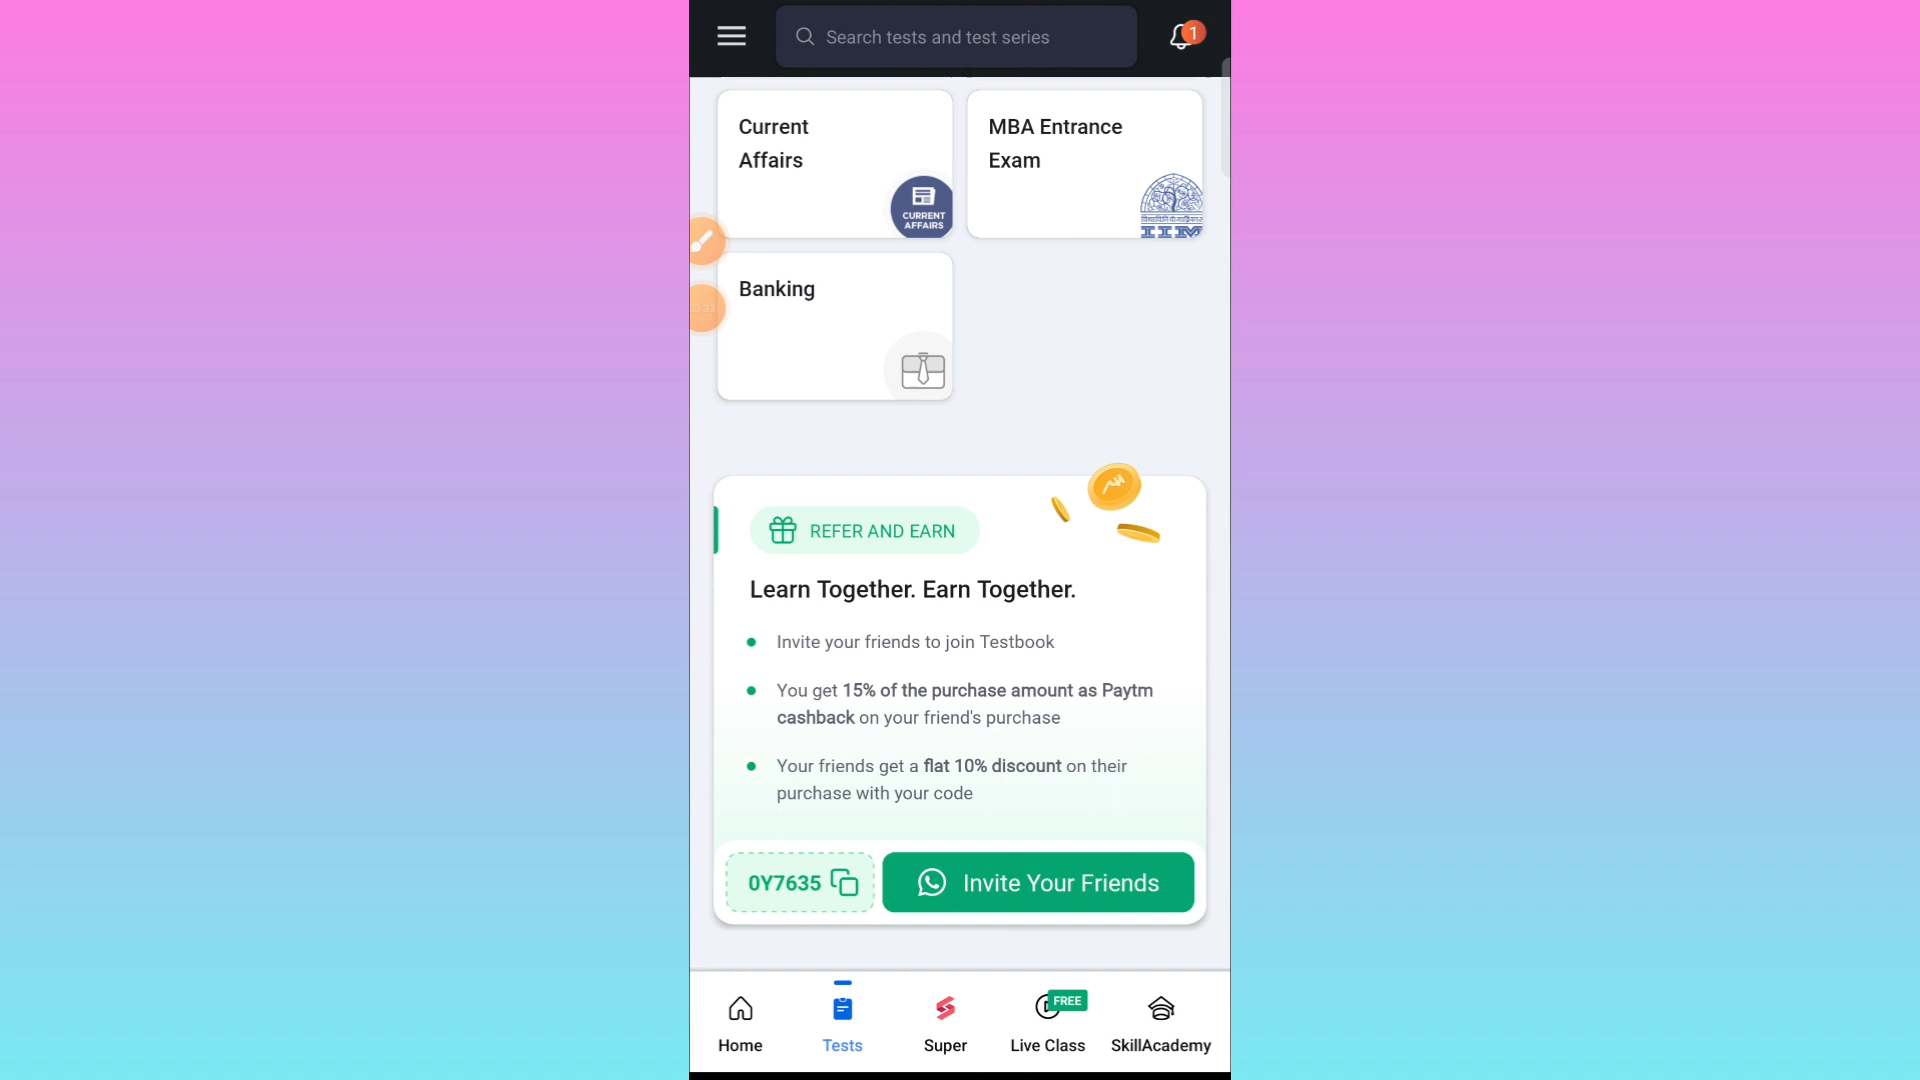 Search tests and test series
1
Current
Affairs
CURRENT
AFFAIRS
MBA Entrance
Exam
IIM
Banking
REFER AND EARN
Learn Together. Earn Together.
Invite your friends to join Testbook
You get 15% of the purchase amount as Paytm
cashback on your friend's purchase
Your friends get a flat 10% discount on their
purchase with your code
0Y7635
Invite Your Friends
FREE
Home
Tests
Super
Live Class
SkillAcademy